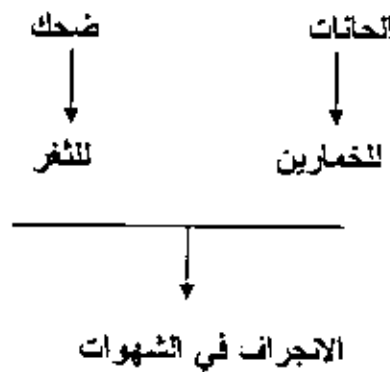 الحانات ضحك
للخمارين للثغر
الانجراف في الشهوات